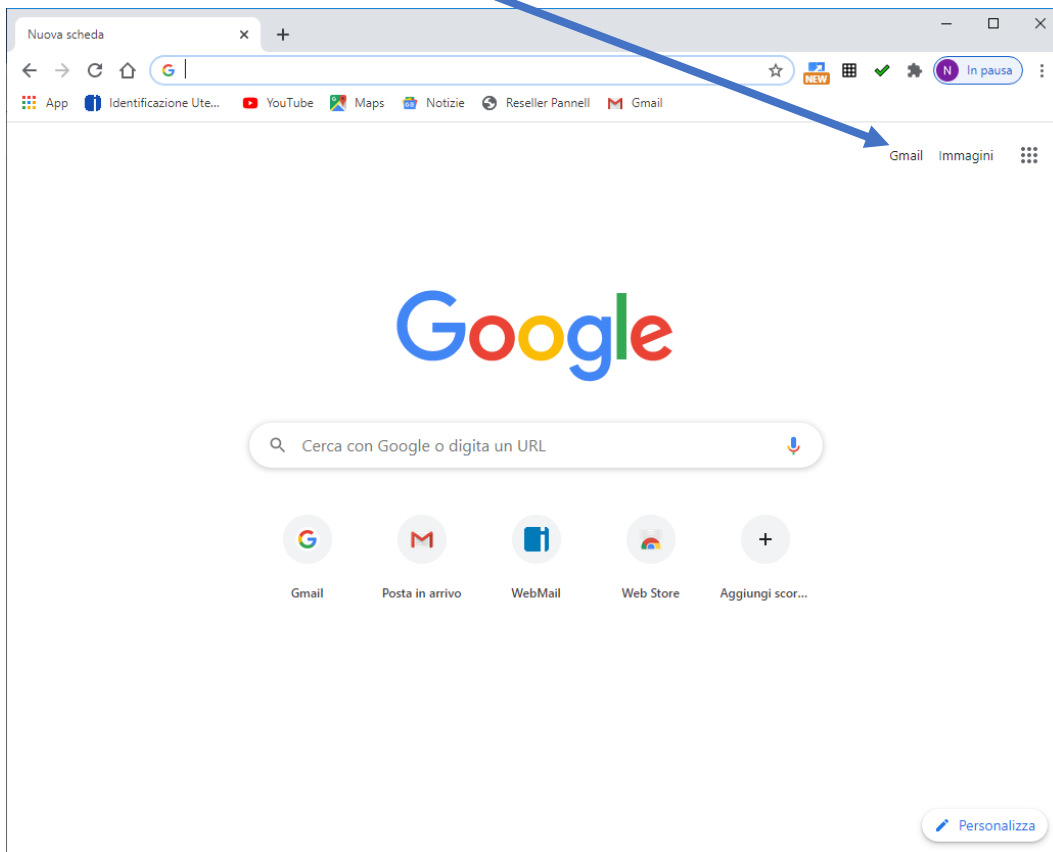 Nuova scheda
NEW
N In pausa
App Identificazione Ute... YouTube Maps Notizie Reseller Pannell Gmail
Gmail Immagini
Google
Cerca con Google o digita un URL
Gmail Posta in arrivo WebMail Web Store Aggiungi scor...
Personalizza